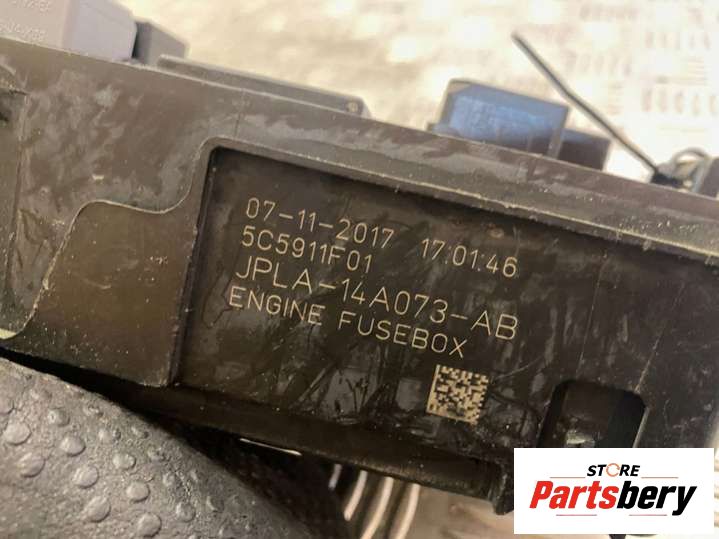 07-11-2017 17:01:46
5C5911F01
JPLA-14A073-AB
ENGINE FUSEBOX
STORE
Partsbery